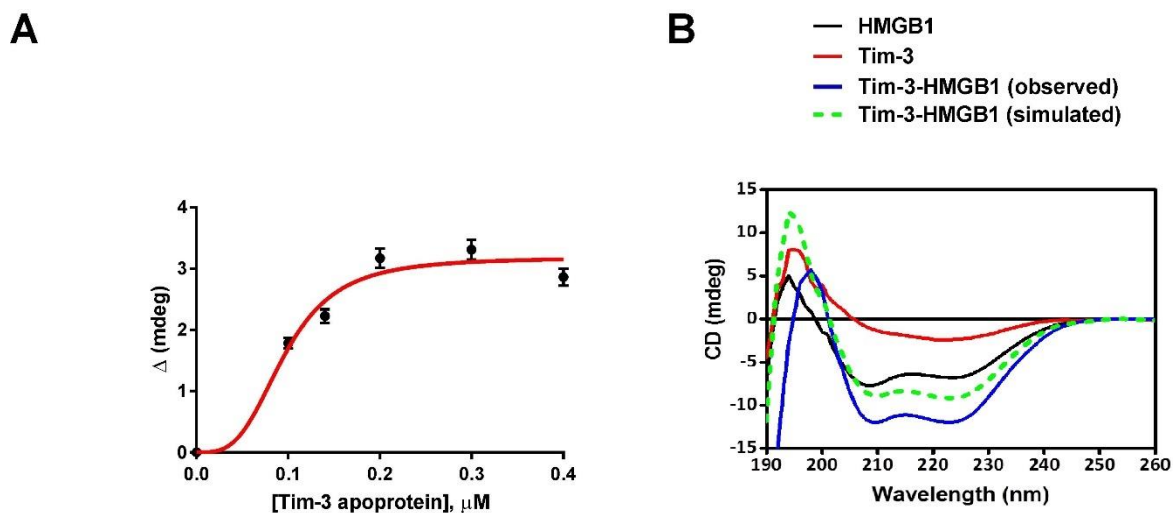 A
B
HMGB1
Tim-3
Tim-3-HMGB1 (observed)
Tim-3-HMGB1 (simulated)
Δ (mdeg)
4
3
2
1
0
0.0 0.1 0.2 0.3 0.4
[Tim-3 apoprotein], μM
CD (mdeg)
15
10
5
0
-5
-10
-15
190 200 210 220 230 240 250 260
Wavelength (nm)